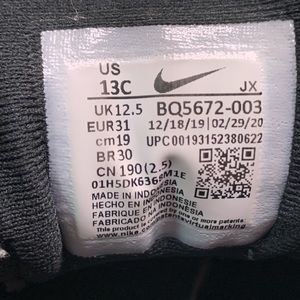 US
13C
JX
UK12.5 BQ5672-003
EUR31 12/18/19 02/29/20
cm19 UPC00193152380622
BR30
CN 190(2.5)
MADE IN INDONESIA
HECHO EN INDONESIA
FABRIQUÉ EN INDONESIE